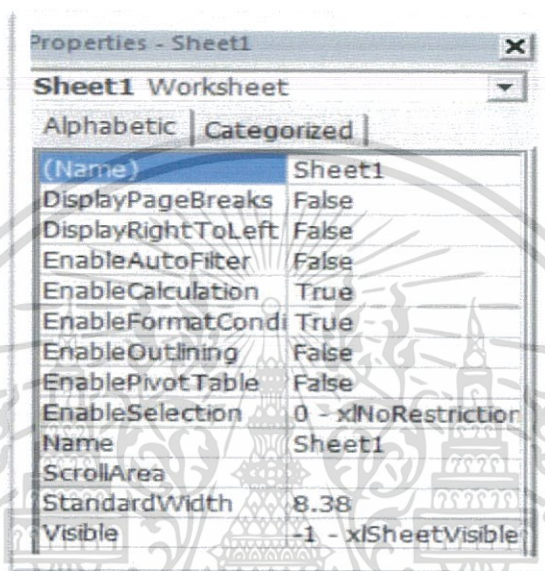 Properties - Sheet1
Sheet1 Worksheet
Alphabetic Categorized
(Name) Sheet1
DisplayPageBreaks False
DisplayRightToLeft False
EnableAutoFilter False
EnableCalculation True
EnableFormatCondi True
EnableOutlining False
EnablePivotTable False
EnableSelection 0 - xlNoRestriction
Name Sheet1
ScrollArea
StandardWidth 8.38
Visible -1 - xlSheetVisible